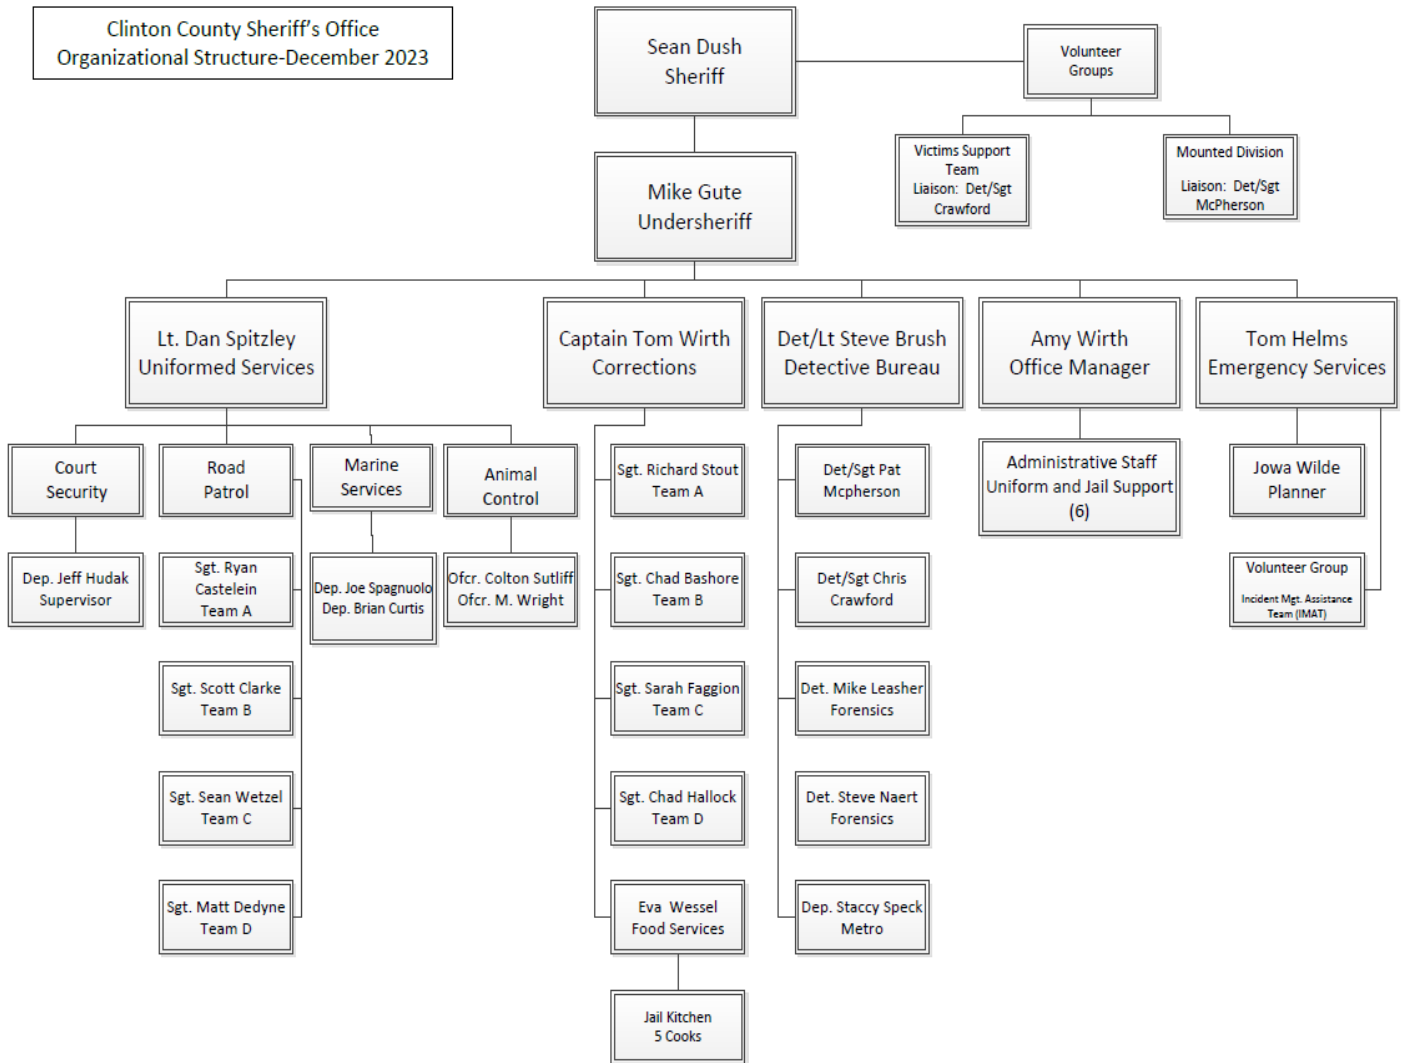 Clinton County Sheriff's Office
Organizational Structure-December 2023
Sean Dush
Sheriff
Volunteer
Groups
Victims Support
Team
Liaison:  Det/Sgt
Crawford
Mounted Division
Liaison:  Det/Sgt
McPherson
Mike Gute
Undersheriff
Lt. Dan Spitzley
Uniformed Services
Captain Tom Wirth
Corrections
Det/Lt Steve Brush
Detective Bureau
Amy Wirth
Office Manager
Tom Helms
Emergency Services
Court
Security
Road
Patrol
Marine
Services
Animal
Control
Sgt. Richard Stout
Team A
Det/Sgt Pat
Mcpherson
Administrative Staff
Uniform and Jail Support
(6)
Jowa Wilde
Planner
Dep. Jeff Hudak
Supervisor
Sgt. Ryan
Castelein
Team A
Dep. Joe Spagnuolo
Dep. Brian Curtis
Ofcr. Colton Sutliff
Ofcr. M. Wright
Sgt. Chad Bashore
Team B
Det/Sgt Chris
Crawford
Volunteer Group
Incident Mgt. Assistance
Team (IMAT)
Sgt. Scott Clarke
Team B
Sgt. Sarah Faggion
Team C
Det. Mike Leasher
Forensics
Sgt. Sean Wetzel
Team C
Sgt. Chad Hallock
Team D
Det. Steve Naert
Forensics
Sgt. Matt Dedyne
Team D
Eva  Wessel
Food Services
Dep. Staccy Speck
Metro
Jail Kitchen
5 Cooks